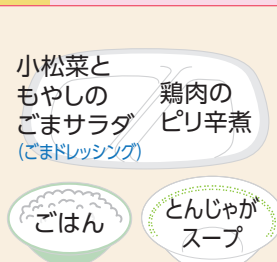 小松菜と
もやしの
ごまサラダ
(ごまドレッシング)
鶏肉の
ピリ辛煮
ごはん
とんじゃが
スープ